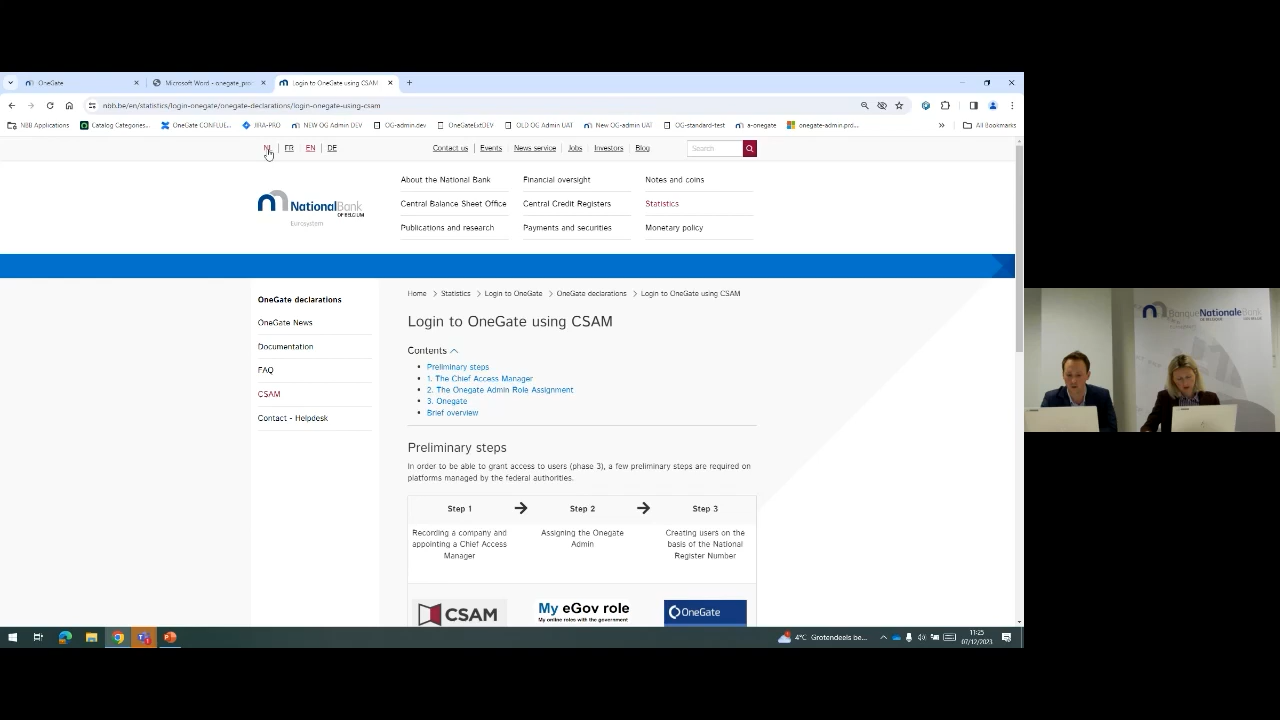 OneGate
Microsoft Word - onegate_pro
Login to OneGate using CSAM
nbb.be/en/statistics/login-onegate/onegate-declarations/login-onegate-using-csam
NBB Applications
Catalog Categories...
OneGate CONFLUE...
JIRA-PRO
NEW OG Admin DEV
OG-admin.dev
OneGateExtDEV
OLD OG Admin UAT
New OG-admin UAT
OG-standard-test
a-onegate
onegate-admin.prd...
All Bookmarks
NL
FR
EN
DE
Contact us
Events
News service
Jobs
Investors
Blog
Search
About the National Bank
Financial oversight
Notes and coins
NationalBank
OF BELGIUM
Eurosystem
Central Balance Sheet Office
Central Credit Registers
Statistics
Publications and research
Payments and securities
Monetary policy
OneGate declarations
OneGate News
Documentation
FAQ
CSAM
Contact - Helpdesk
Home > Statistics > Login to OneGate > OneGate declarations > Login to OneGate using CSAM
Login to OneGate using CSAM
Contents
Preliminary steps
1. The Chief Access Manager
2. The Onegate Admin Role Assignment
3. Onegate
Brief overview
Preliminary steps
In order to be able to grant access to users (phase 3), a few preliminary steps are required on
platforms managed by the federal authorities.
Step 1
Step 2
Step 3
Recording a company and
appointing a Chief Access
Manager
Assigning the Onegate
Admin
Creating users on the
basis of the National
Register Number
CSAM
My eGov role
My online roles with the government
OneGate
4°C Grotendeels be...
11:25
07/12/2023
BanqueNationaleBank